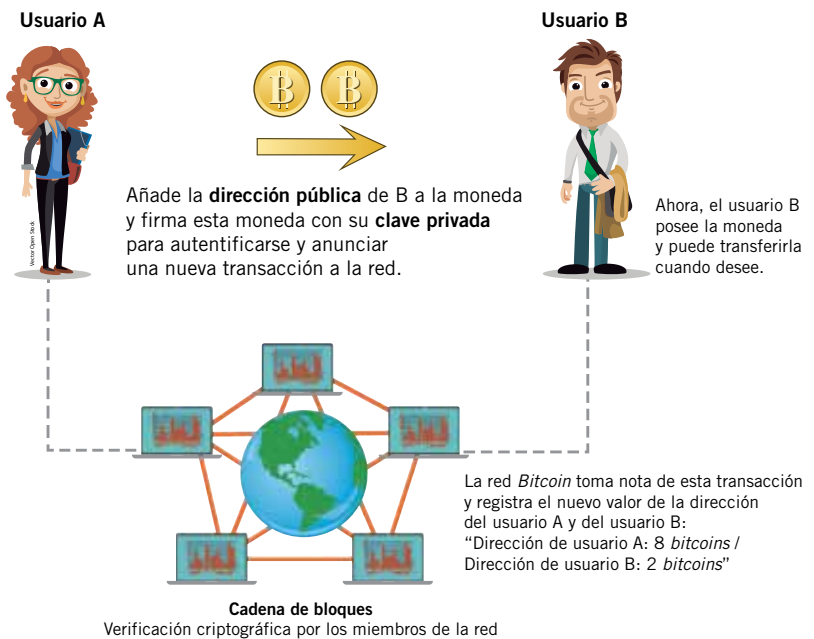 Usuario A
Usuario B
B B
Añade la dirección pública de B a la moneda
y firma esta moneda con su clave privada
para autentificarse y anunciar
una nueva transacción a la red.
Vector Open Stock
Ahora, el usuario B
posee la moneda
y puede transferirla
cuando desee.
La red Bitcoin toma nota de esta transacción
y registra el nuevo valor de la dirección
del usuario A y del usuario B:
“Dirección de usuario A: 8 bitcoins /
Dirección de usuario B: 2 bitcoins”
Cadena de bloques
Verificación criptográfica por los miembros de la red